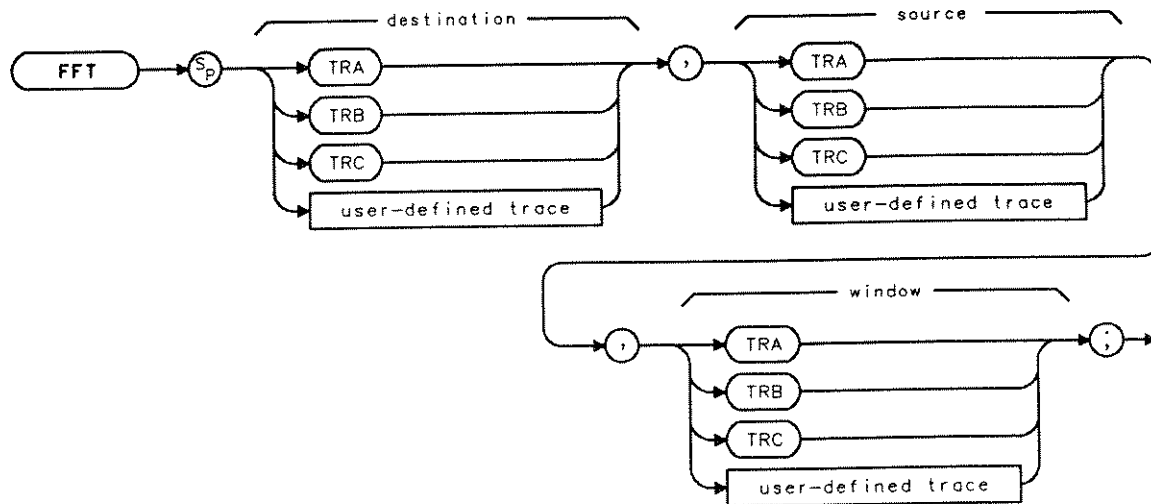 destination
source
FFT
SP
TRA
,
TRA
TRB
TRB
TRC
TRC
user-defined trace
user-defined trace
window
,
TRA
;
TRB
TRC
user-defined trace